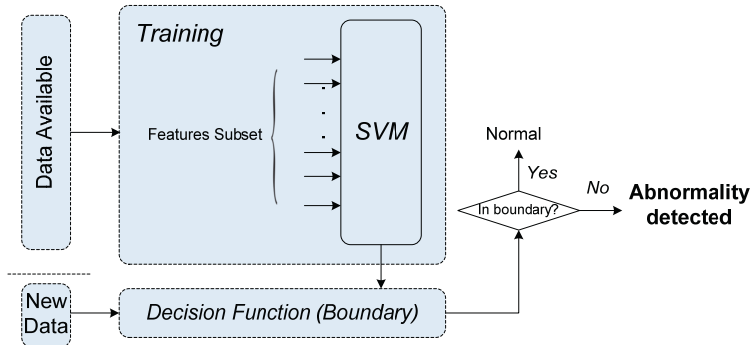 Training
Data Available
Features Subset
SVM
Normal
Yes
No
In boundary?
Abnormality
detected
New
Data
Decision Function (Boundary)